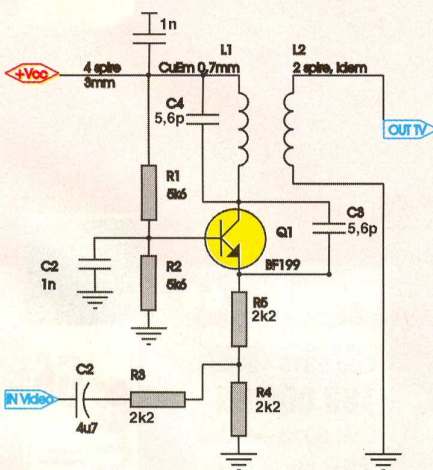 1n
L1
L2
+Vcc
4 spire
CuEm 0,7mm
2 spire, idem
3mm
C4
5,6p
OUT TV
R1
5k6
C3
5,6p
Q1
C2
1n
R2
5k6
BF199
R5
2k2
C2
R3
R4
2k2
IN Video
4u7
2k2